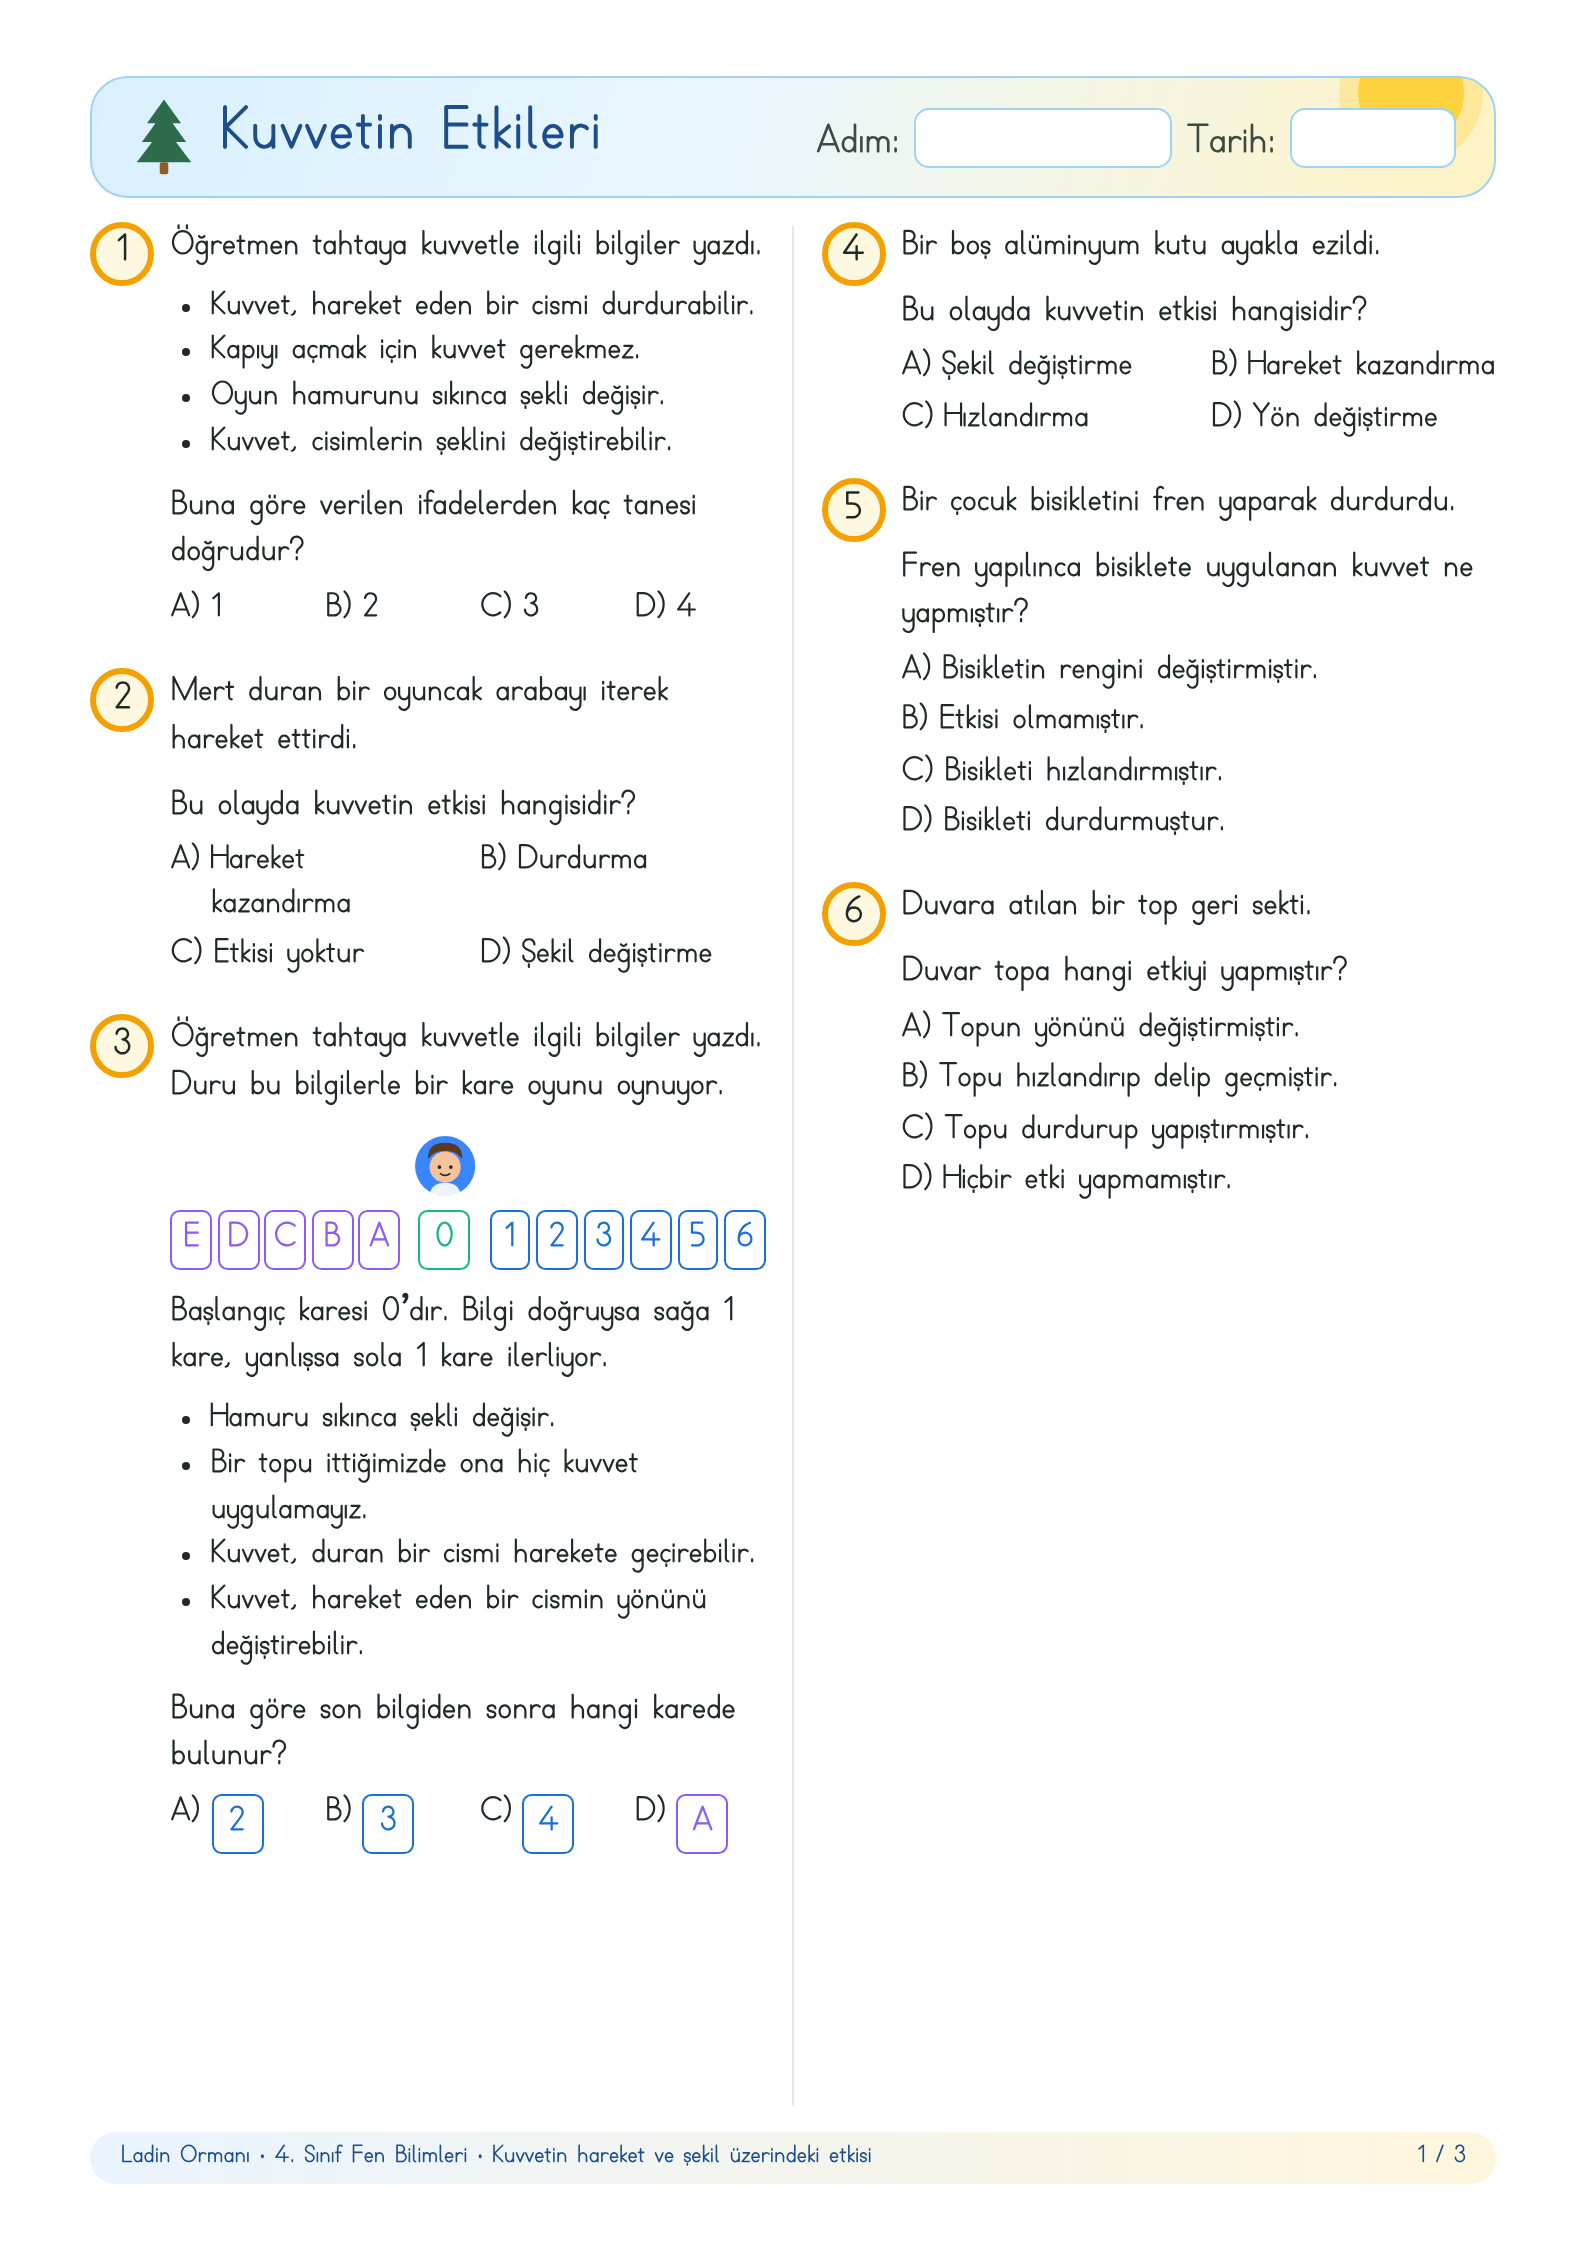 Kuvvetin Etkileri
Adım:
Tarih:
1
Öğretmen tahtaya kuvvetle ilgili bilgiler yazdı.
• Kuvvet, hareket eden bir cismi durdurabilir.
• Kapıyı açmak için kuvvet gerekmez.
• Oyun hamurunu sıkınca şekli değişir.
• Kuvvet, cisimlerin şeklini değiştirebilir.
Buna göre verilen ifadelerden kaç tanesi
doğrudur?
A) 1 B) 2 C) 3 D) 4
2
Mert duran bir oyuncak arabayı iterek
hareket ettirdi.
Bu olayda kuvvetin etkisi hangisidir?
A) Hareket
kazandırma
B) Durdurma
C) Etkisi yoktur D) Şekil değiştirme
3
Öğretmen tahtaya kuvvetle ilgili bilgiler yazdı.
Duru bu bilgilerle bir kare oyunu oynuyor.
E D C B A 0 1 2 3 4 5 6
Başlangıç karesi 0’dır. Bilgi doğruysa sağa 1
kare, yanlışsa sola 1 kare ilerliyor.
• Hamuru sıkınca şekli değişir.
• Bir topu ittiğimizde ona hiç kuvvet
uygulamayız.
• Kuvvet, duran bir cismi harekete geçirebilir.
• Kuvvet, hareket eden bir cismin yönünü
değiştirebilir.
Buna göre son bilgiden sonra hangi karede
bulunur?
A) 2 B) 3 C) 4 D) A
4
Bir boş alüminyum kutu ayakla ezildi.
Bu olayda kuvvetin etkisi hangisidir?
A) Şekil değiştirme B) Hareket kazandırma
C) Hızlandırma D) Yön değiştirme
5
Bir çocuk bisikletini fren yaparak durdurdu.
Fren yapılınca bisiklete uygulanan kuvvet ne
yapmıştır?
A) Bisikletin rengini değiştirmiştir.
B) Etkisi olmamıştır.
C) Bisikleti hızlandırmıştır.
D) Bisikleti durdurmuştur.
6
Duvara atılan bir top geri sekti.
Duvar topa hangi etkiyi yapmıştır?
A) Topun yönünü değiştirmiştir.
B) Topu hızlandırıp delip geçmiştir.
C) Topu durdurup yapıştırmıştır.
D) Hiçbir etki yapmamıştır.
Ladin Ormanı • 4. Sınıf Fen Bilimleri • Kuvvetin hareket ve şekil üzerindeki etkisi
1 / 3